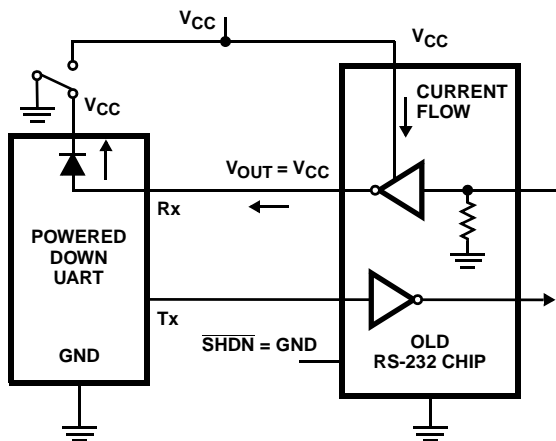 VCC
VCC
VCC
CURRENT
FLOW
VOUT = VCC
Rx
POWERED
DOWN
UART
Tx
SHDN = GND
OLD
RS-232 CHIP
GND